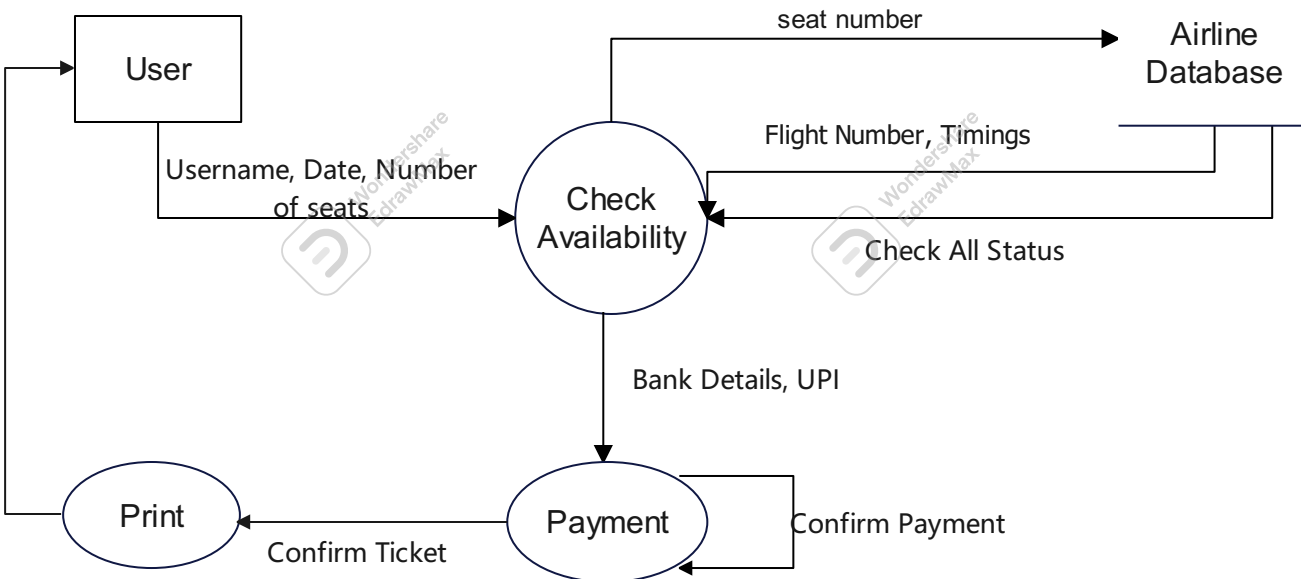 seat number
Airline
Database
User
Flight Number, Timings
Username, Date, Number
of seats
Check
Availability
Check All Status
Bank Details, UPI
Print
Payment
Confirm Payment
Confirm Ticket
Wondershare
EdrawMax
Wondershare
EdrawMax